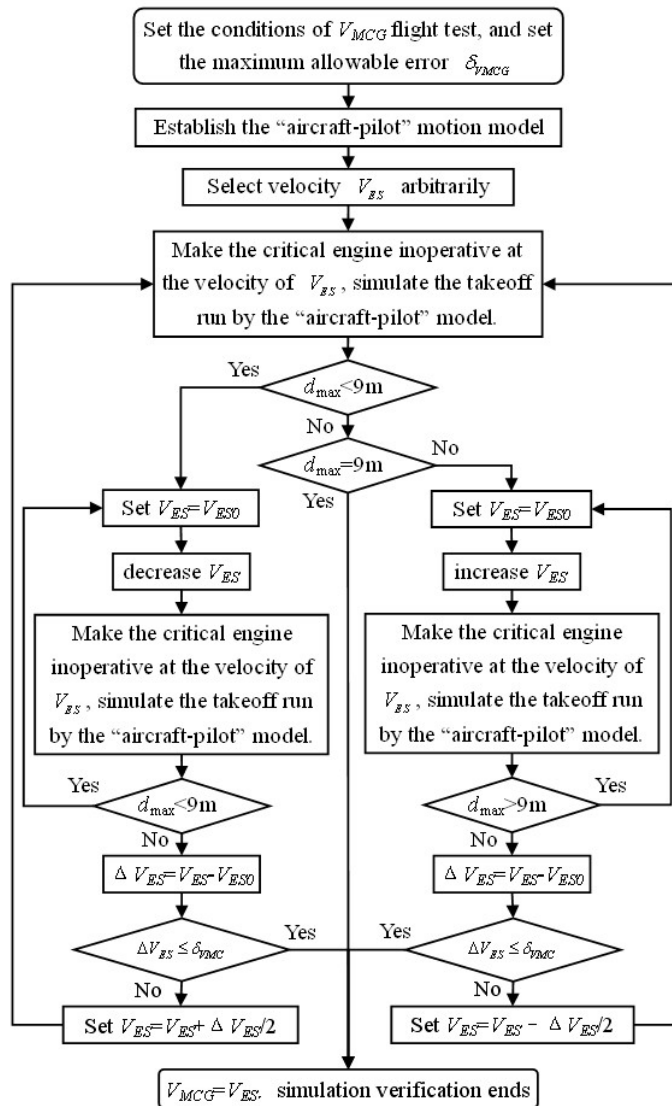 Set the conditions of V_MCG flight test, and set
the maximum allowable error δ_VMCG
Establish the “aircraft-pilot” motion model
Select velocity V_ES arbitrarily
Make the critical engine inoperative at
the velocity of V_ES, simulate the takeoff
run by the “aircraft-pilot” model.
Yes
d_max<9m
No
No
d_max=9m
Yes
Set V_ES=V_ES0
decrease V_ES
Make the critical engine
inoperative at the velocity of
V_ES, simulate the takeoff run
by the “aircraft-pilot” model.
Yes
d_max<9m
No
Δ V_ES=V_ES-V_ES0
ΔV_ES ≤ δ_VMC
Yes
No
Set V_ES=V_ES+ Δ V_ES/2
Set V_ES=V_ES0
increase V_ES
Make the critical engine
inoperative at the velocity of
V_ES, simulate the takeoff run
by the “aircraft-pilot” model.
d_max>9m
Yes
No
Δ V_ES=V_ES-V_ES0
Yes
ΔV_ES ≤ δ_VMC
No
Set V_ES=V_ES − Δ V_ES/2
V_MCG=V_ES, simulation verification ends